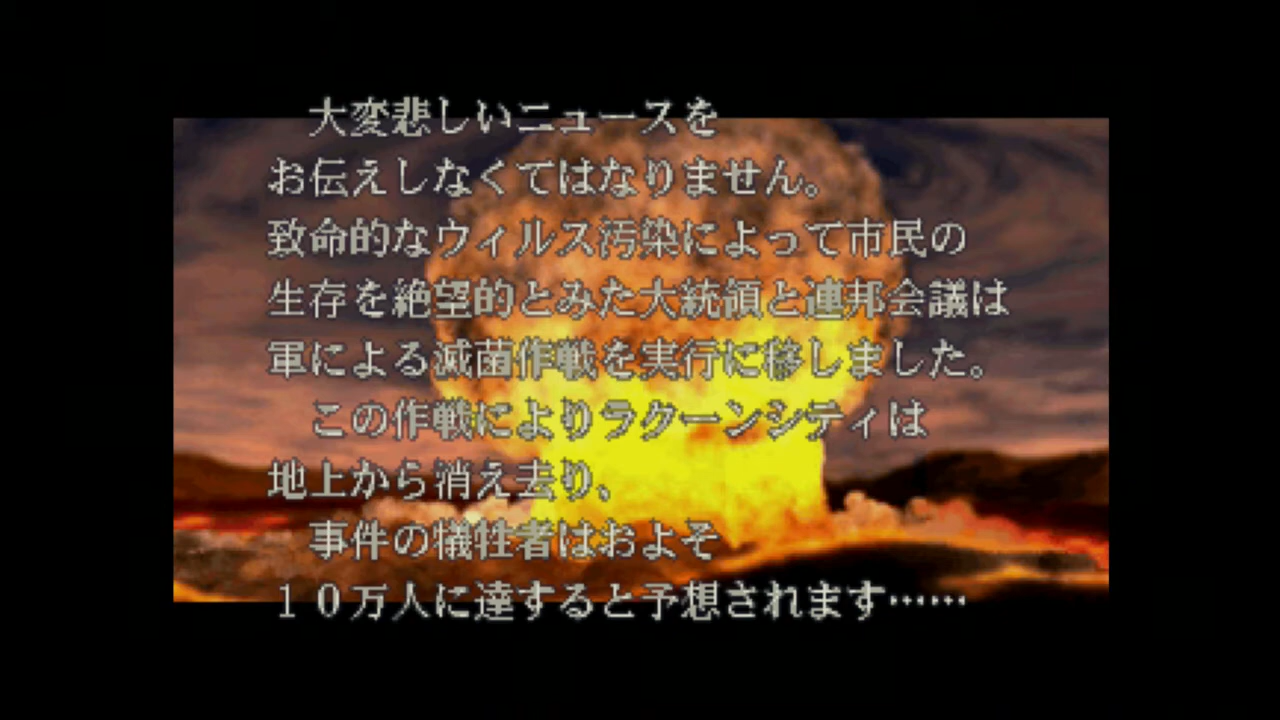 大変悲しいニュースを
お伝えしなくてはなりません。
致命的なウィルス汚染によって市民の
生存を絶望的とみた大統領と連邦会議は
軍による滅菌作戦を実行に移しました。
この作戦によりラクーンシティは
地上から消え去り、
事件の犠牲者はおよそ
１０万人に達すると予想されます……